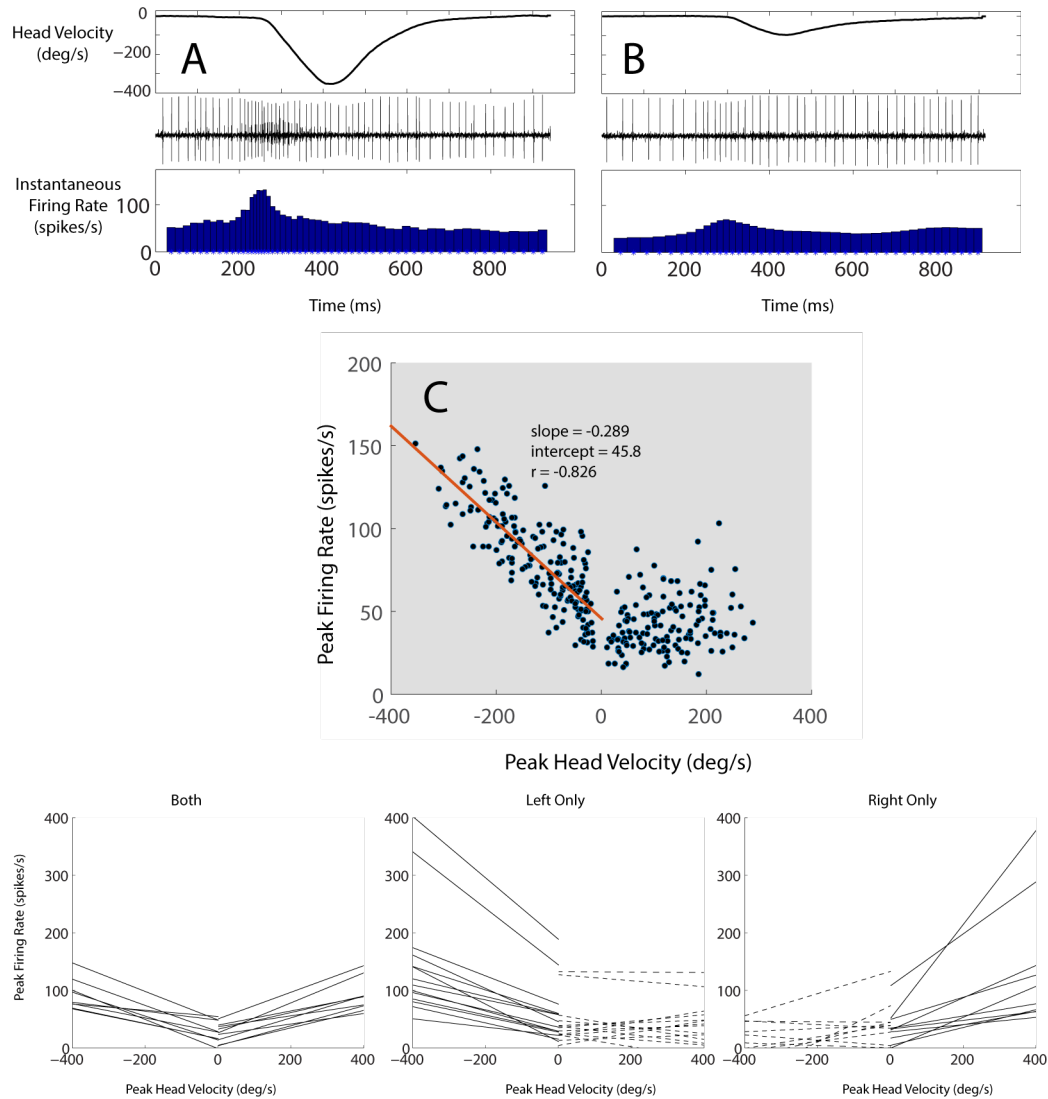 Head Velocity
(deg/s)
0
−200
−400
A
B
Instantaneous
Firing Rate
(spikes/s)
100
0
0 200 400 600 800
0 200 400 600 800
Time (ms)
Time (ms)
C
slope = -0.289
intercept = 45.8
r = -0.826
Peak Firing Rate (spikes/s)
200
150
100
50
0
-400 -200 0 200 400
Peak Head Velocity (deg/s)
Both
Left Only
Right Only
Peak Firing Rate (spikes/s)
400
300
200
100
0
−400 −200 0 200 400
Peak Head Velocity (deg/s)
400
300
200
100
0
−400 −200 0 200 400
Peak Head Velocity (deg/s)
400
300
200
100
0
−400 −200 0 200 400
Peak Head Velocity (deg/s)